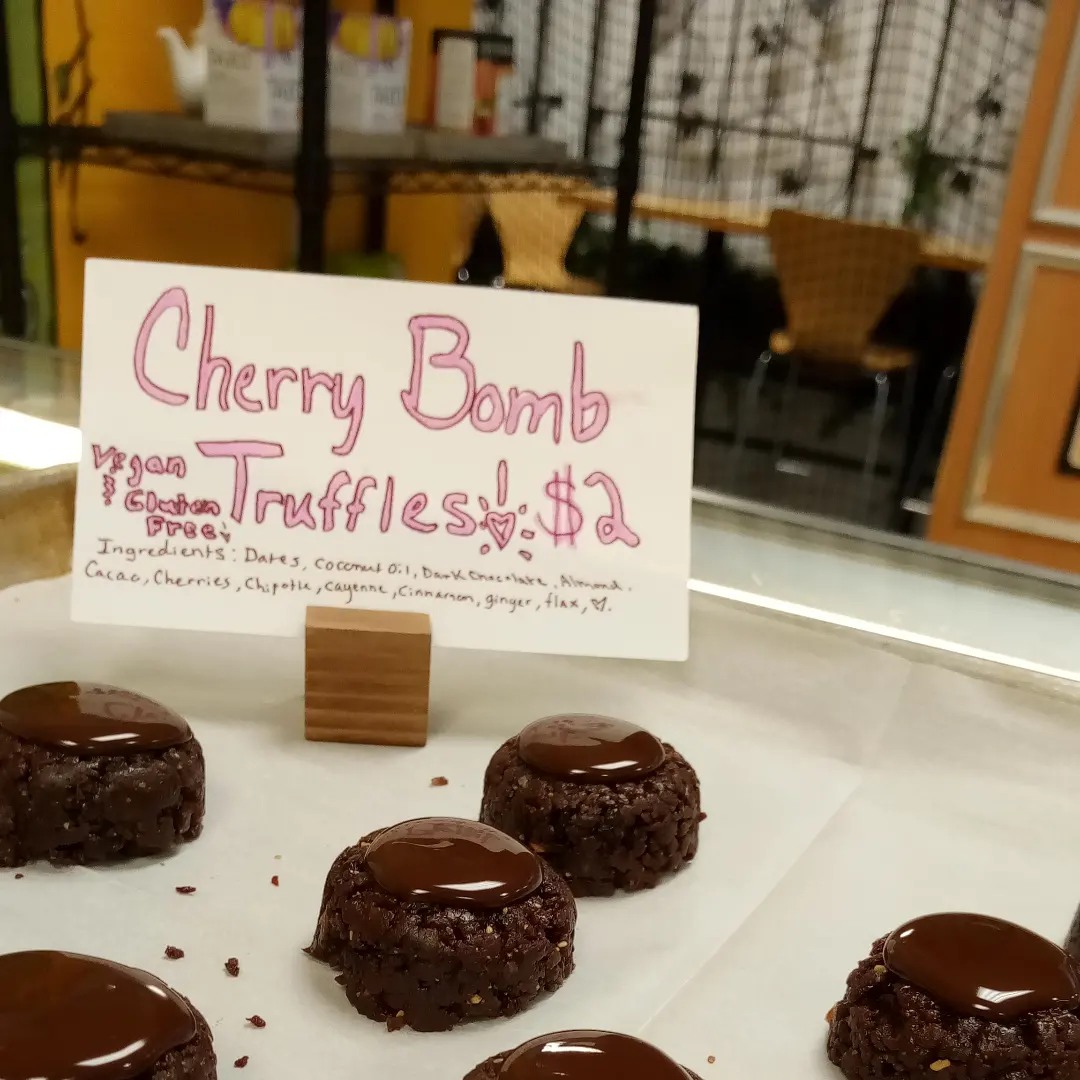 Cherry Bomb
Truffles! $2
Vegan
& Gluten
Free
Ingredients: Dates, coconut oil, Dark Chocolate, Almond.
Cacao, Cherries, Chipotle, cayenne, Cinnamon, ginger, flax, ♡.